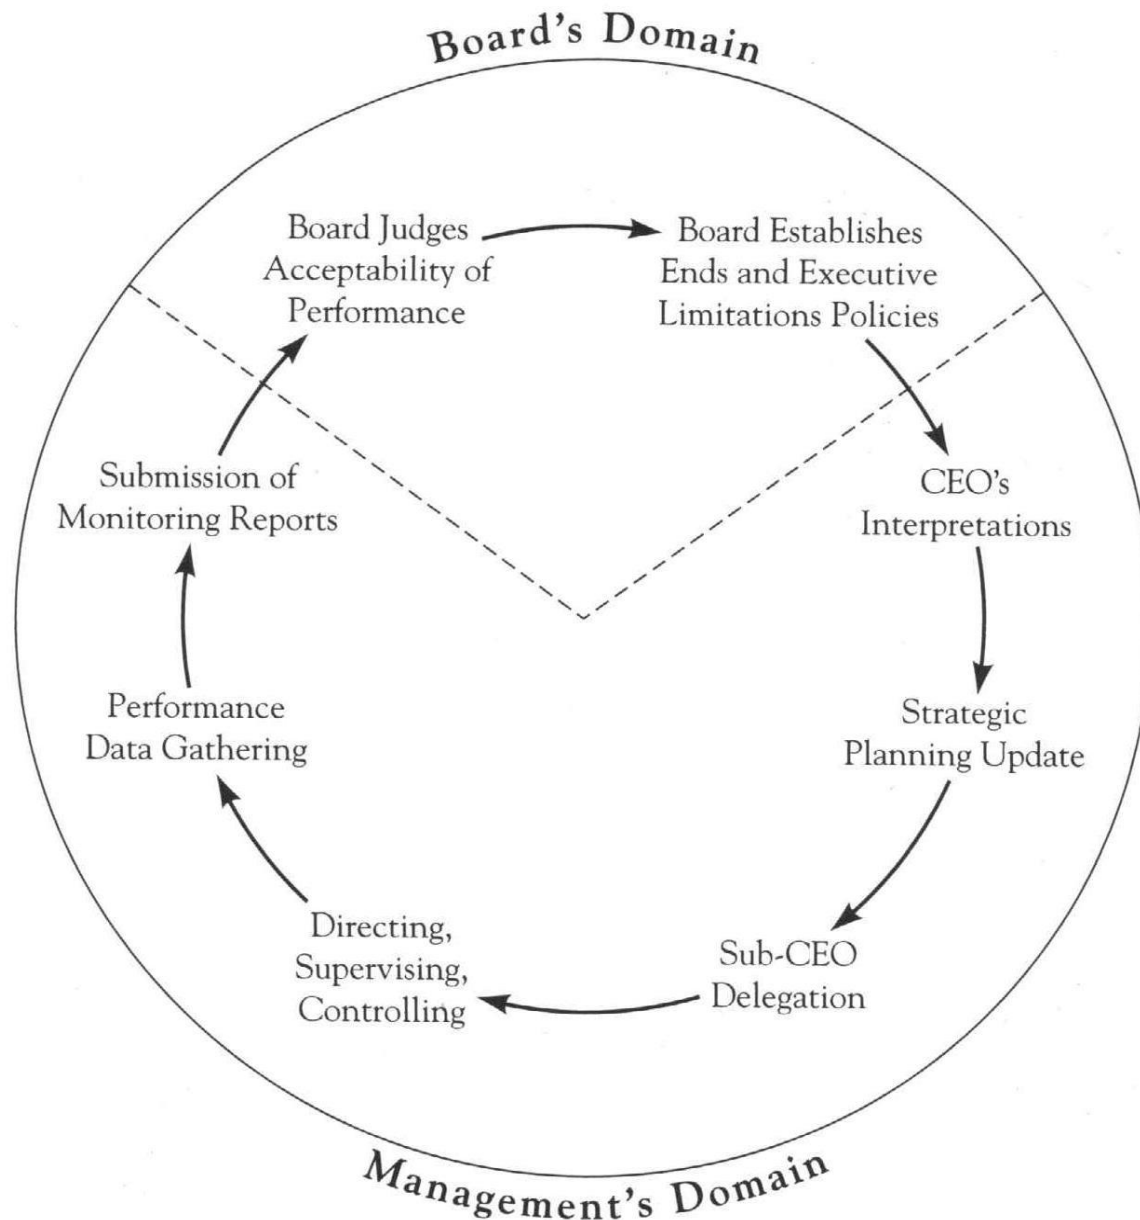 Board's Domain
Board Judges
Acceptability of
Performance
Board Establishes
Ends and Executive
Limitations Policies
CEO's
Interpretations
Strategic
Planning Update
Sub-CEO
Delegation
Directing,
Supervising,
Controlling
Performance
Data Gathering
Submission of
Monitoring Reports
Management's Domain